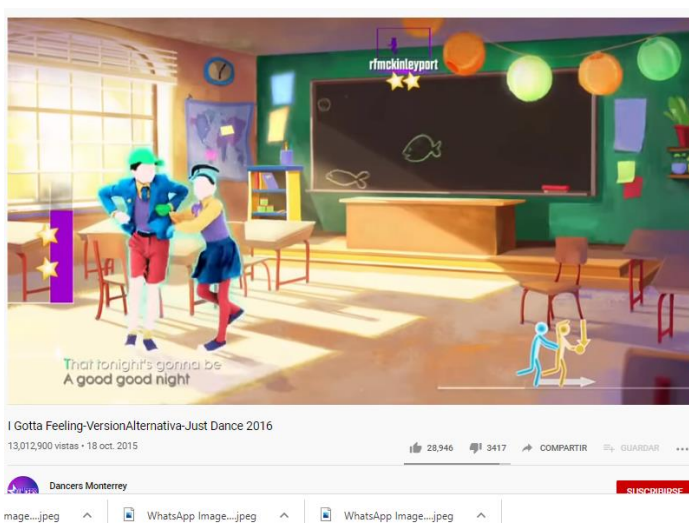 rfmckinleyport
That tonight's gonna be
A good good night
I Gotta Feeling-VersionAlternativa-Just Dance 2016
13,012,900 vistas • 18 oct. 2015
28,946
3417
COMPARTIR
GUARDAR
Dancers Monterrey
SUSCRIBIRSE
mage....jpeg
WhatsApp Image....jpeg
WhatsApp Image....jpeg